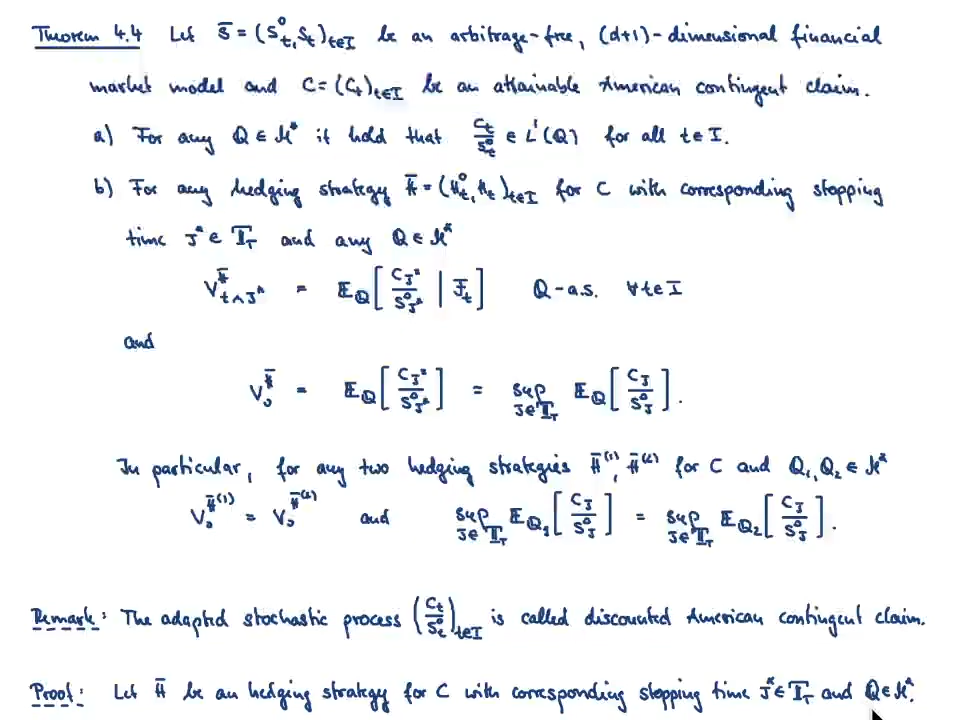 Theorem 4.4 Let S̄ = (S⁰_t, S_t)_{t∈I} be an arbitrage-free, (d+1)-dimensional financial
market model and C = (C_t)_{t∈I} be an attainable American contingent claim.
a) For any Q ∈ M* it hold that C_t/S⁰_t ∈ L¹(Q) for all t ∈ I.
b) For any hedging strategy H̄ = (H⁰_t, H_t)_{t∈I} for C with corresponding stopping
time J* ∈ 𝕋_T and any Q ∈ M*
V^H̄_{t∧J*} = E_Q[ C_{J*}/S⁰_{J*} | F_t ] Q-a.s. ∀t∈I
and
V^H̄_0 = E_Q[ C_{J*}/S⁰_{J*} ] = sup_{J∈𝕋_T} E_Q[ C_J/S⁰_J ].
In particular, for any two hedging strategies H̄^(1), H̄^(2) for C and Q_1, Q_2 ∈ M*
V_0^{H̄^(1)} = V_0^{H̄^(2)} and sup_{J∈𝕋_T} E_{Q_1}[ C_J/S⁰_J ] = sup_{J∈𝕋_T} E_{Q_2}[ C_J/S⁰_J ].
Remark: The adapted stochastic process (C_t/S⁰_t)_{t∈I} is called discounted American contingent claim.
Proof: Let H̄ be an hedging strategy for C with corresponding stopping time J* ∈ 𝕋_T and Q ∈ M*.